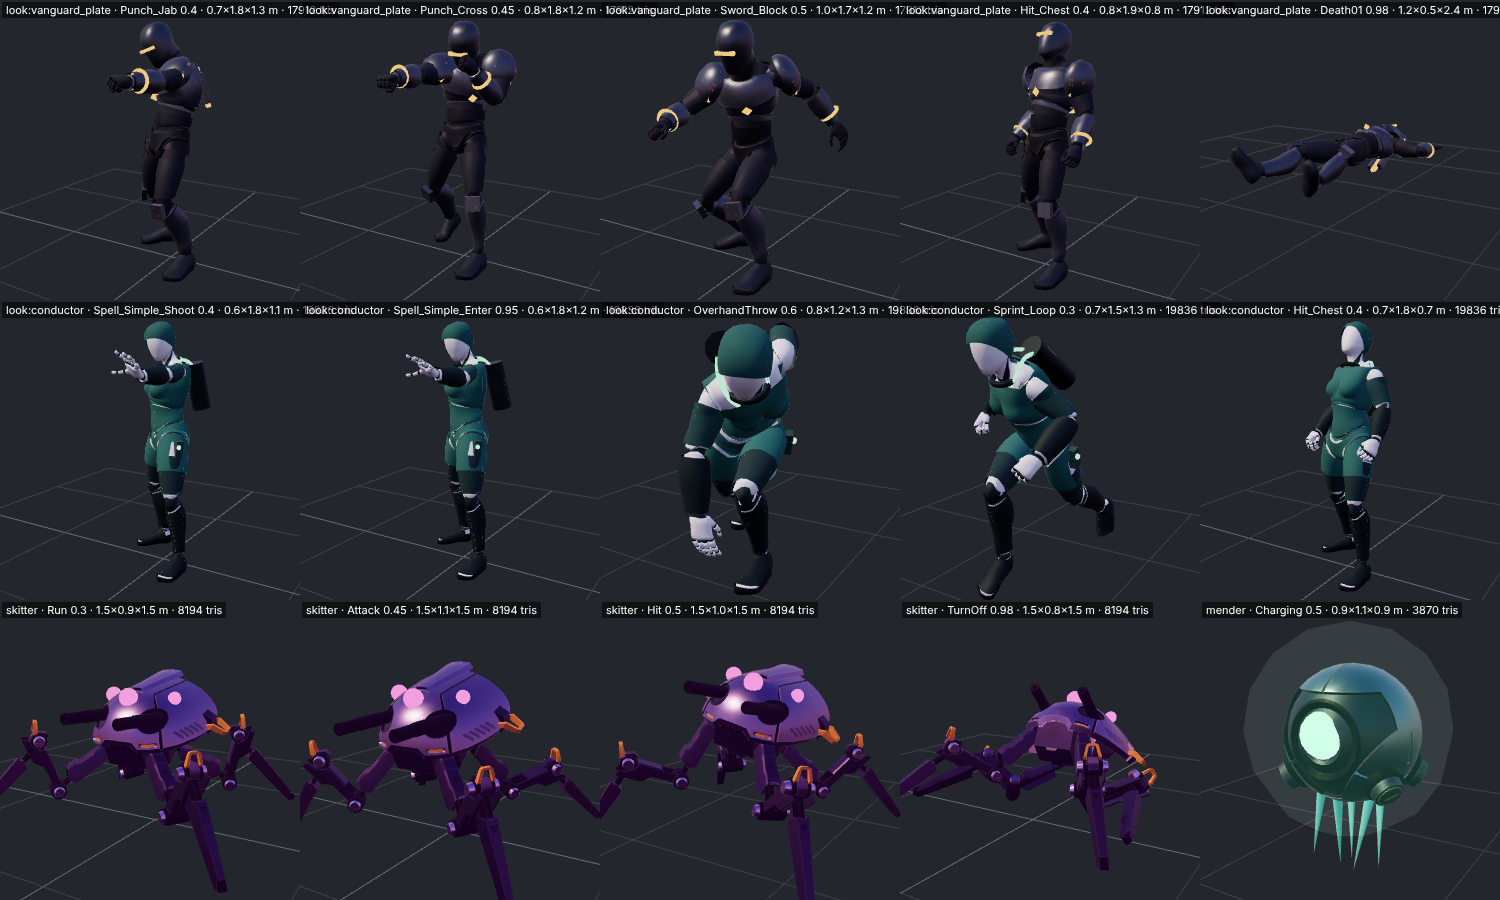 look:vanguard_plate · Punch_Jab 0.4 · 0.7×1.8×1.3 m · 179
look:vanguard_plate · Punch_Cross 0.45 · 0.8×1.8×1.2 m
look:vanguard_plate · Sword_Block 0.5 · 1.0×1.7×1.2 m
look:vanguard_plate · Hit_Chest 0.4 · 0.8×1.9×0.8 m · 1791
look:vanguard_plate · Death01 0.98 · 1.2×0.5×2.4 m · 179
look:conductor · Spell_Simple_Shoot 0.4 · 0.6×1.8×1.1 m
look:conductor · Spell_Simple_Enter 0.95 · 0.6×1.8×1.2 m
look:conductor · OverhandThrow 0.6 · 0.8×1.2×1.3 m · 198
look:conductor · Sprint_Loop 0.3 · 0.7×1.5×1.3 m · 19836 t
look:conductor · Hit_Chest 0.4 · 0.7×1.8×0.7 m · 19836 tri
skitter · Run 0.3 · 1.5×0.9×1.5 m · 8194 tris
skitter · Attack 0.45 · 1.5×1.1×1.5 m · 8194 tris
skitter · Hit 0.5 · 1.5×1.0×1.5 m · 8194 tris
skitter · TurnOff 0.98 · 1.5×0.8×1.5 m · 8194 tris
mender · Charging 0.5 · 0.9×1.1×0.9 m · 3870 tris